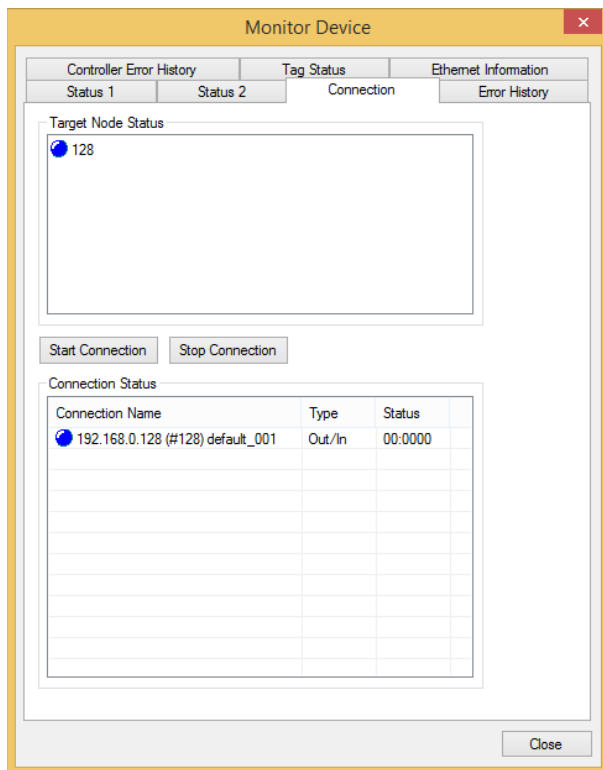 Monitor Device
Controller Error History Tag Status Ethernet Information
Status 1 Status 2 Connection Error History
Target Node Status
128
Start Connection Stop Connection
Connection Status
Connection Name Type Status
192.168.0.128 (#128) default_001 Out/In 00:0000
Close